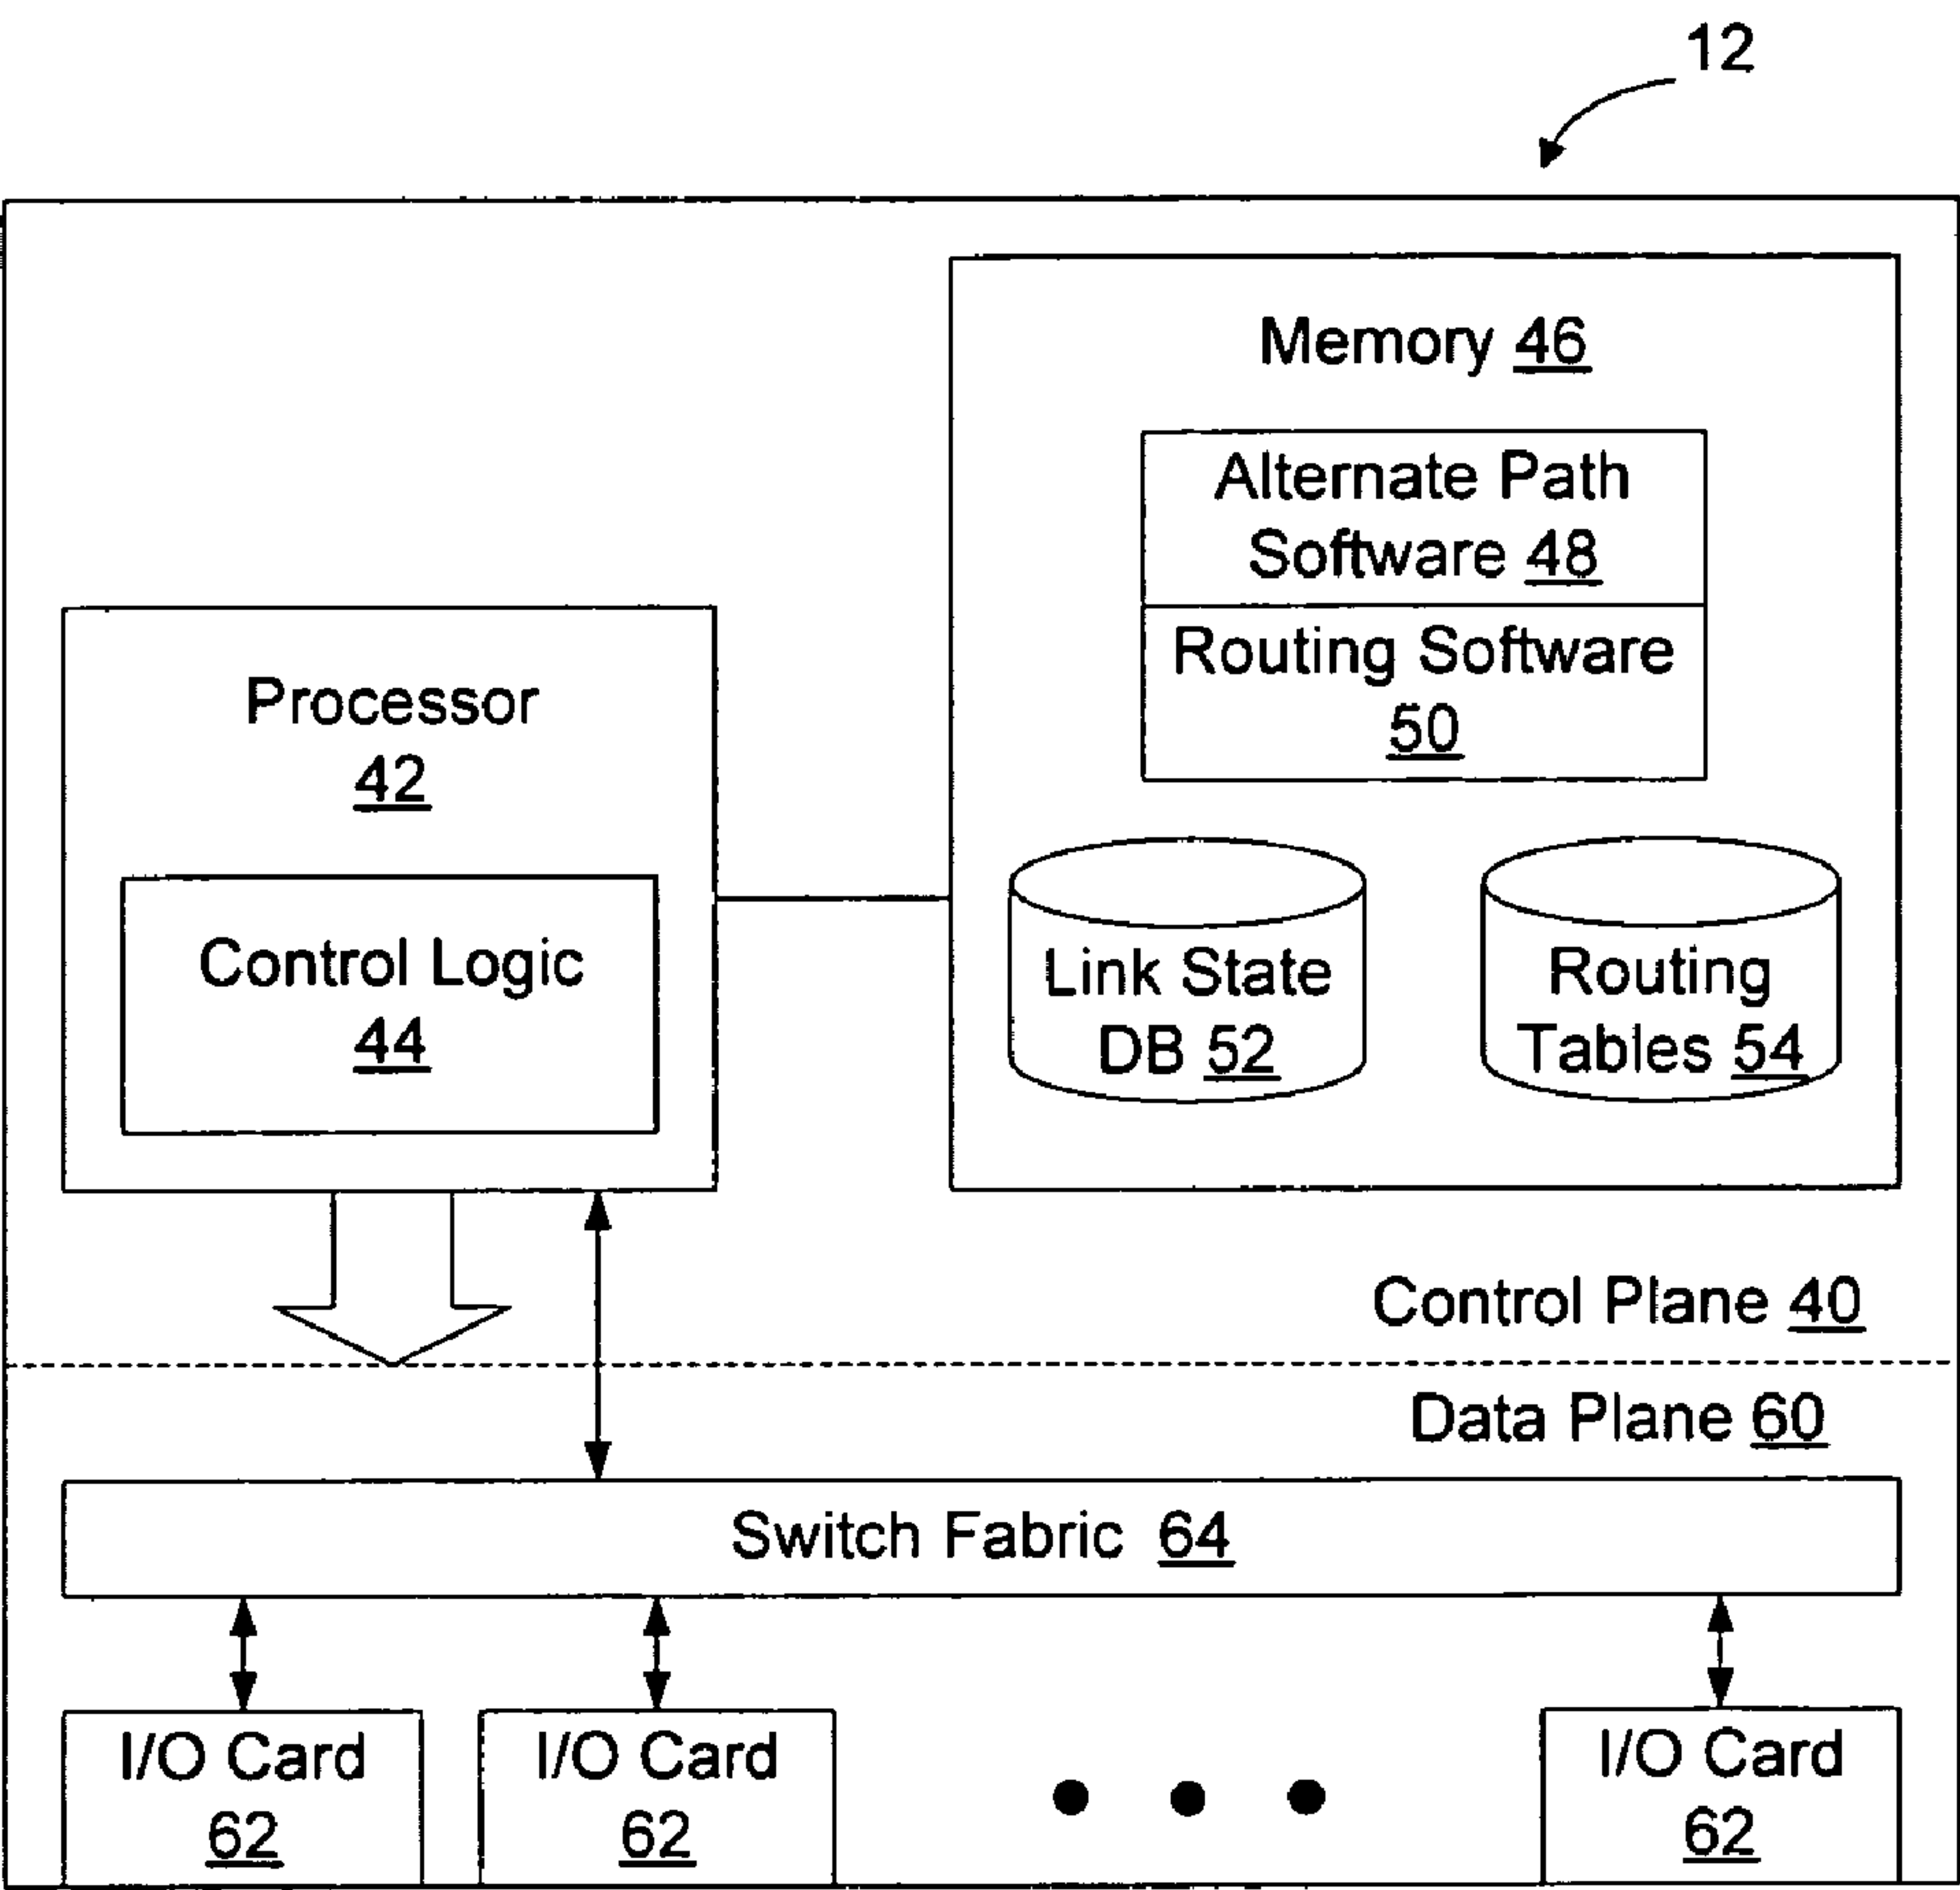 12
Memory 46
Alternate Path
Software 48
Routing Software
50
Processor
42
Control Logic
44
Link State
DB 52
Routing
Tables 54
Control Plane 40
Data Plane 60
Switch Fabric 64
I/O Card
62
I/O Card
62
I/O Card
62